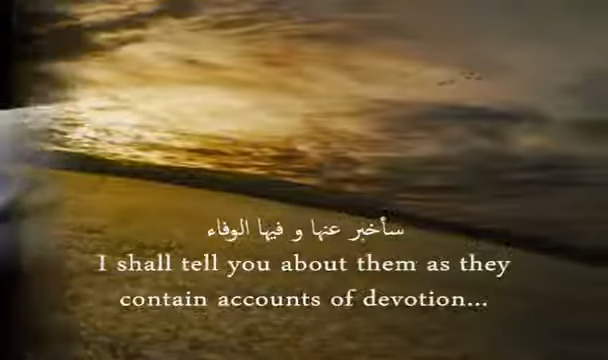 سأخبر عنها و فيها الوفاء
I shall tell you about them as they
contain accounts of devotion...